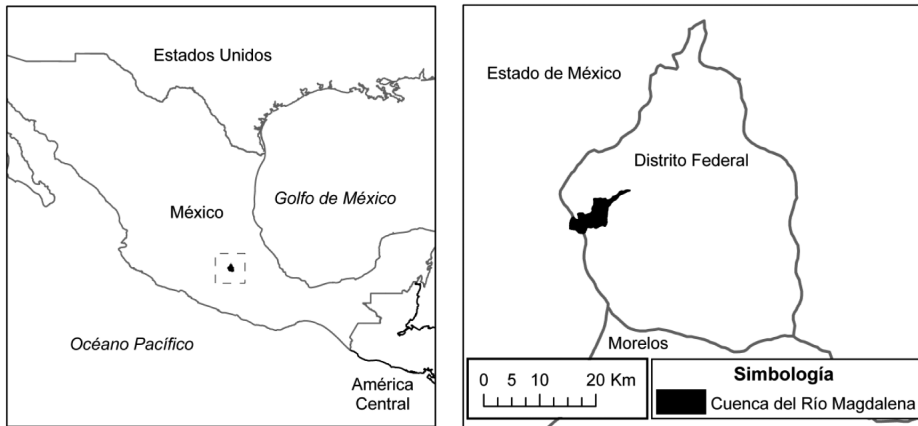 Estados Unidos
Golfo de México
México
Océano Pacífico
América
Central
Estado de México
Distrito Federal
Morelos
0 5 10 20 Km
Simbología
Cuenca del Río Magdalena